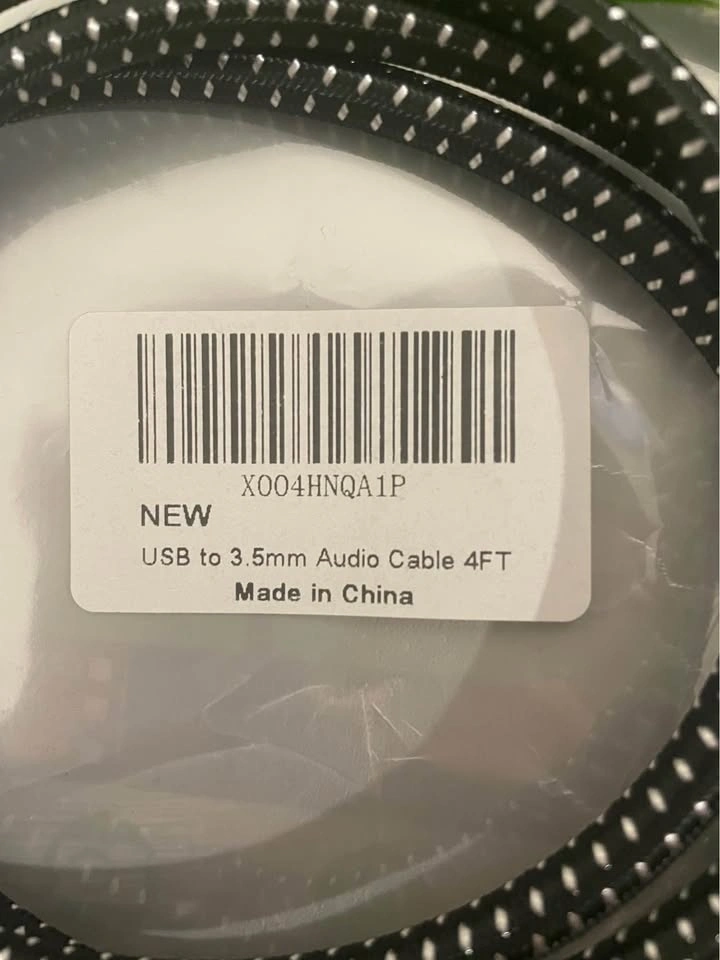 X004HNQA1P
NEW
USB to 3.5mm Audio Cable 4FT
Made in China